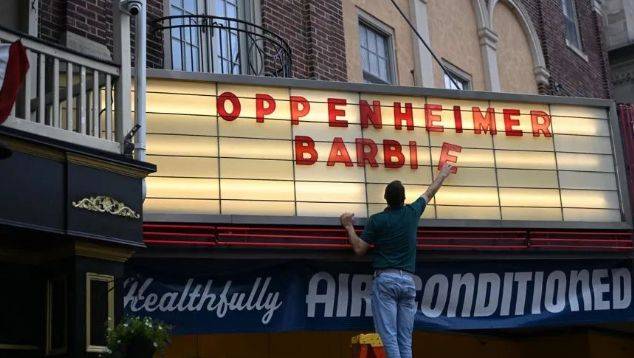 OPPENHEIMER
BARBIE
Healthfully AIR CONDITIONED